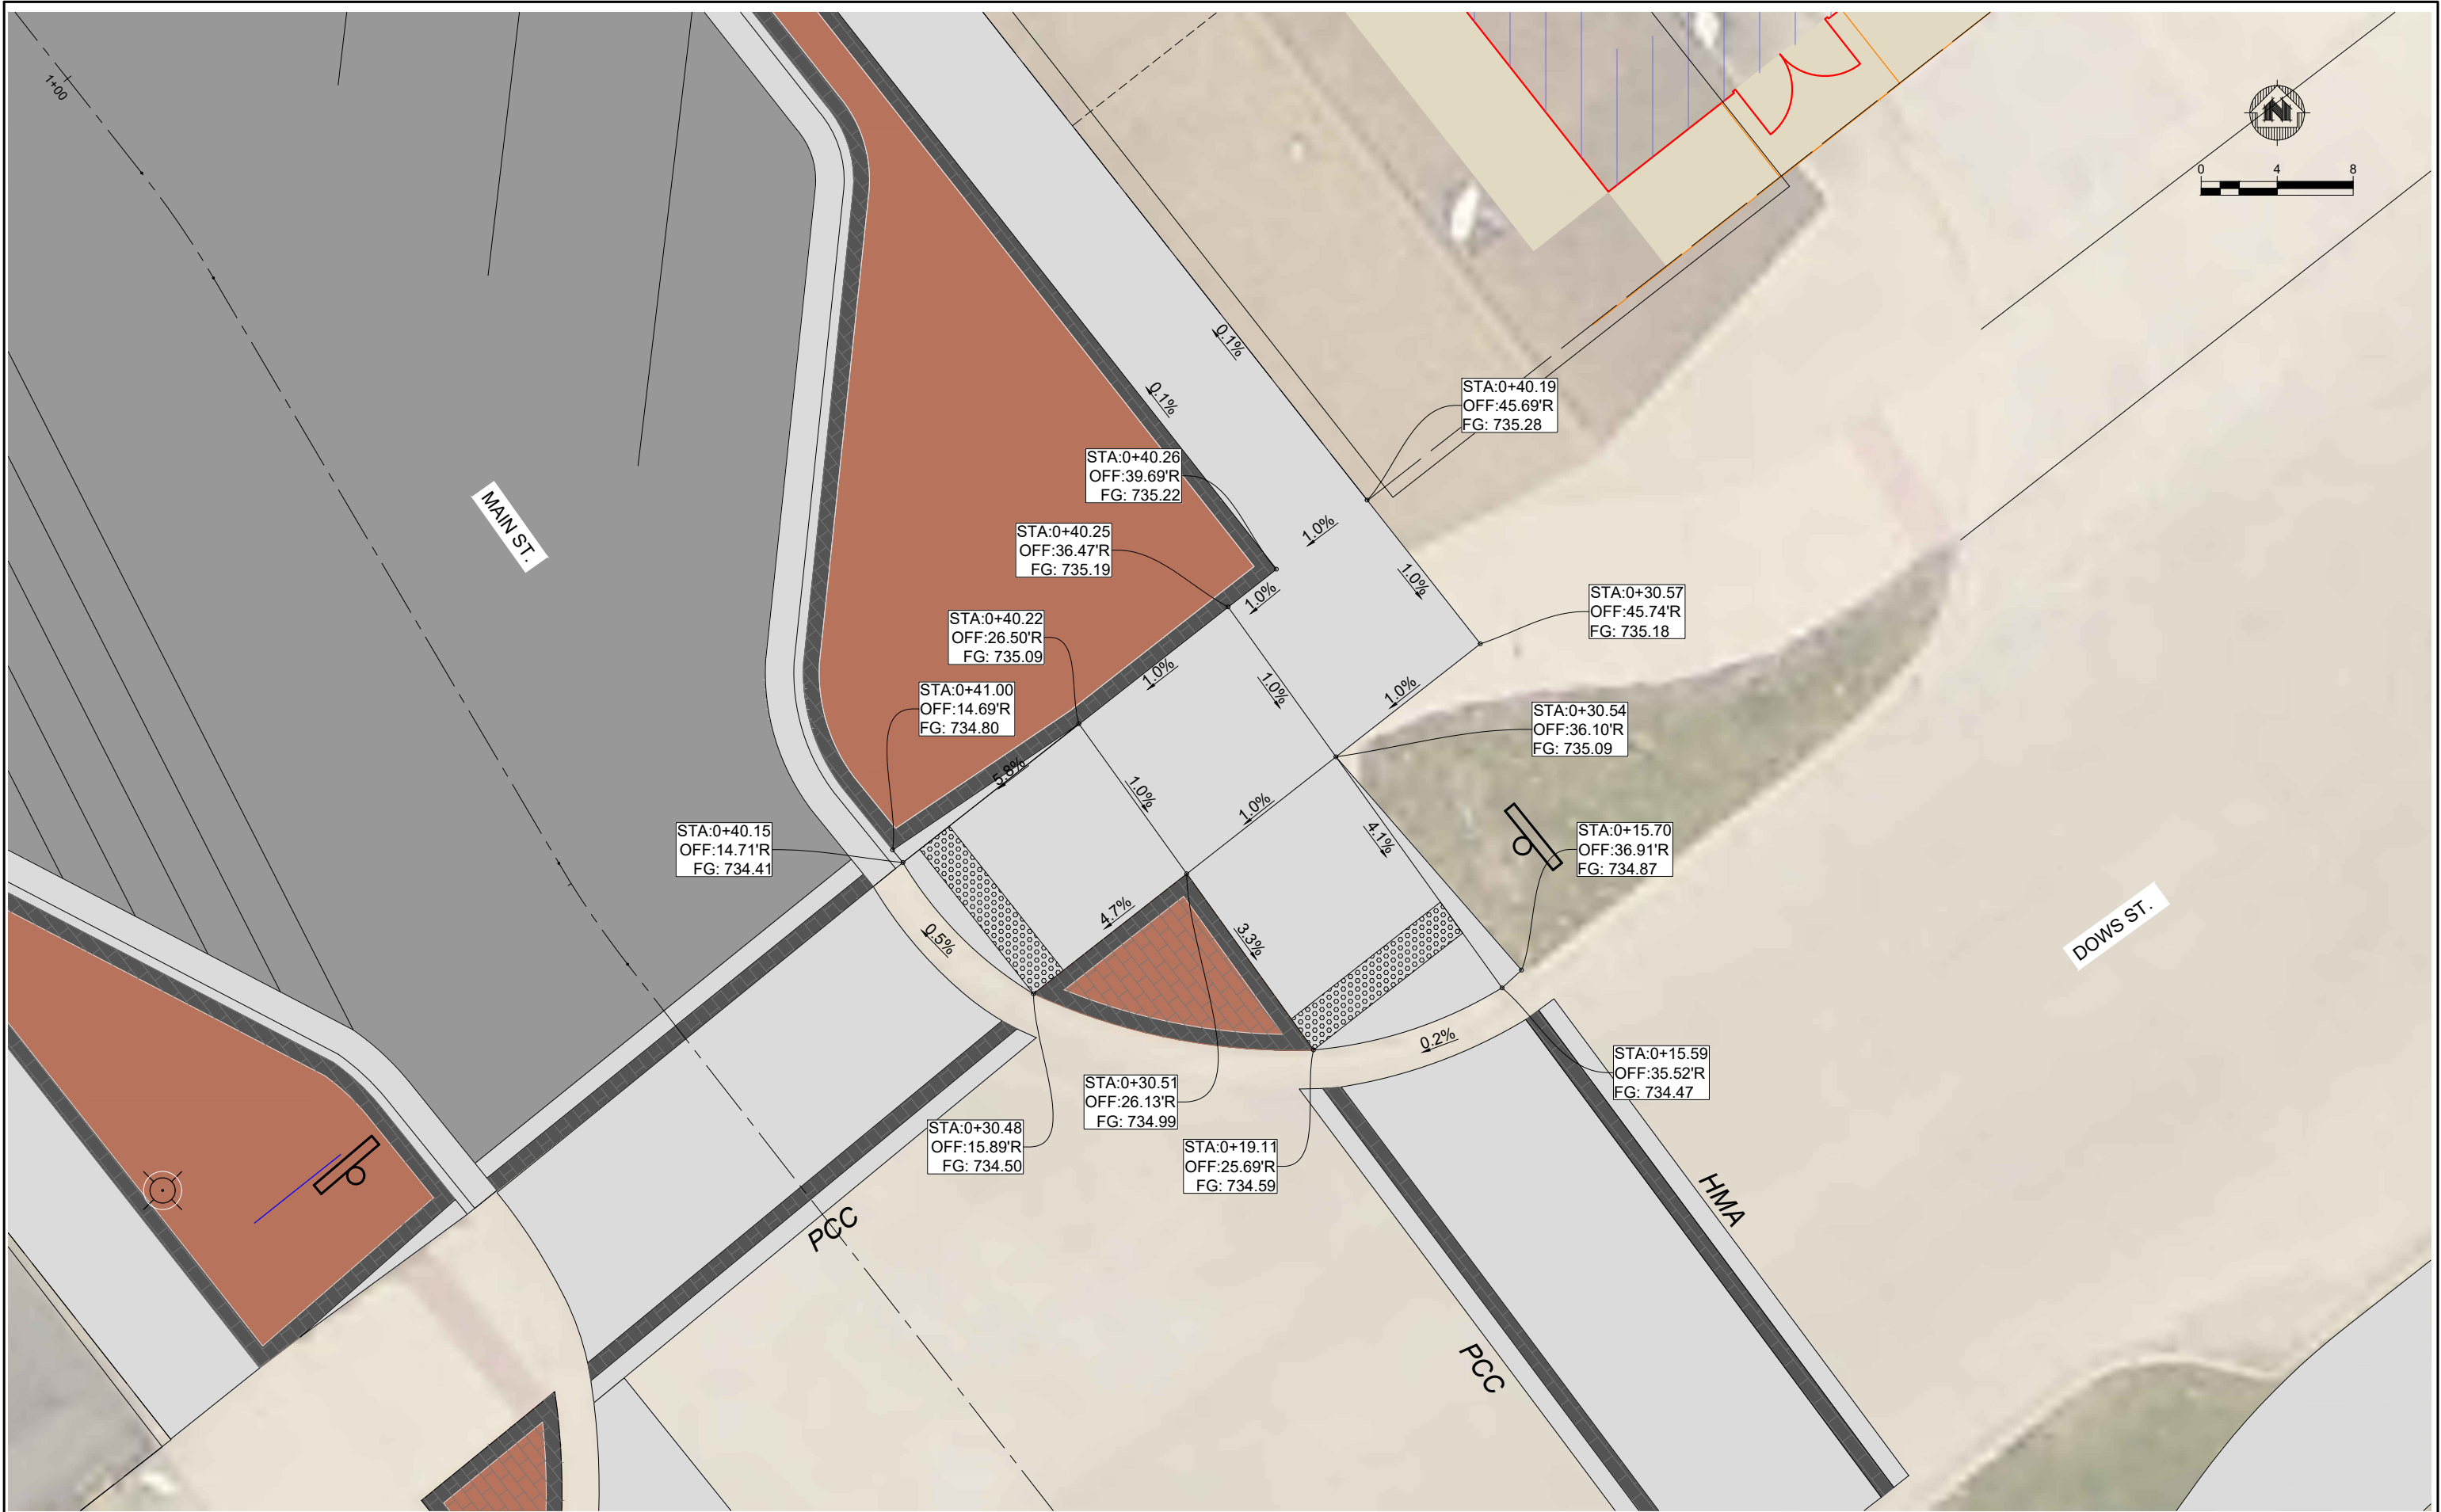 1+00
N
0 4 8
MAIN ST.
0.1%
0.1%
STA:0+40.19
OFF:45.69'R
FG: 735.28
STA:0+40.26
OFF:39.69'R
FG: 735.22
STA:0+40.25
OFF:36.47'R
FG: 735.19
1.0%
1.0%
1.0%
STA:0+40.22
OFF:26.50'R
FG: 735.09
STA:0+30.57
OFF:45.74'R
FG: 735.18
1.0%
1.0%
1.0%
STA:0+41.00
OFF:14.69'R
FG: 734.80
STA:0+30.54
OFF:36.10'R
FG: 735.09
5.8%
1.0%
1.0%
4.1%
STA:0+40.15
OFF:14.71'R
FG: 734.41
STA:0+15.70
OFF:36.91'R
FG: 734.87
0.5%
4.7%
3.3%
DOWS ST.
0.2%
STA:0+15.59
OFF:35.52'R
FG: 734.47
STA:0+30.51
OFF:26.13'R
FG: 734.99
STA:0+30.48
OFF:15.89'R
FG: 734.50
STA:0+19.11
OFF:25.69'R
FG: 734.59
PCC
HMA
PCC